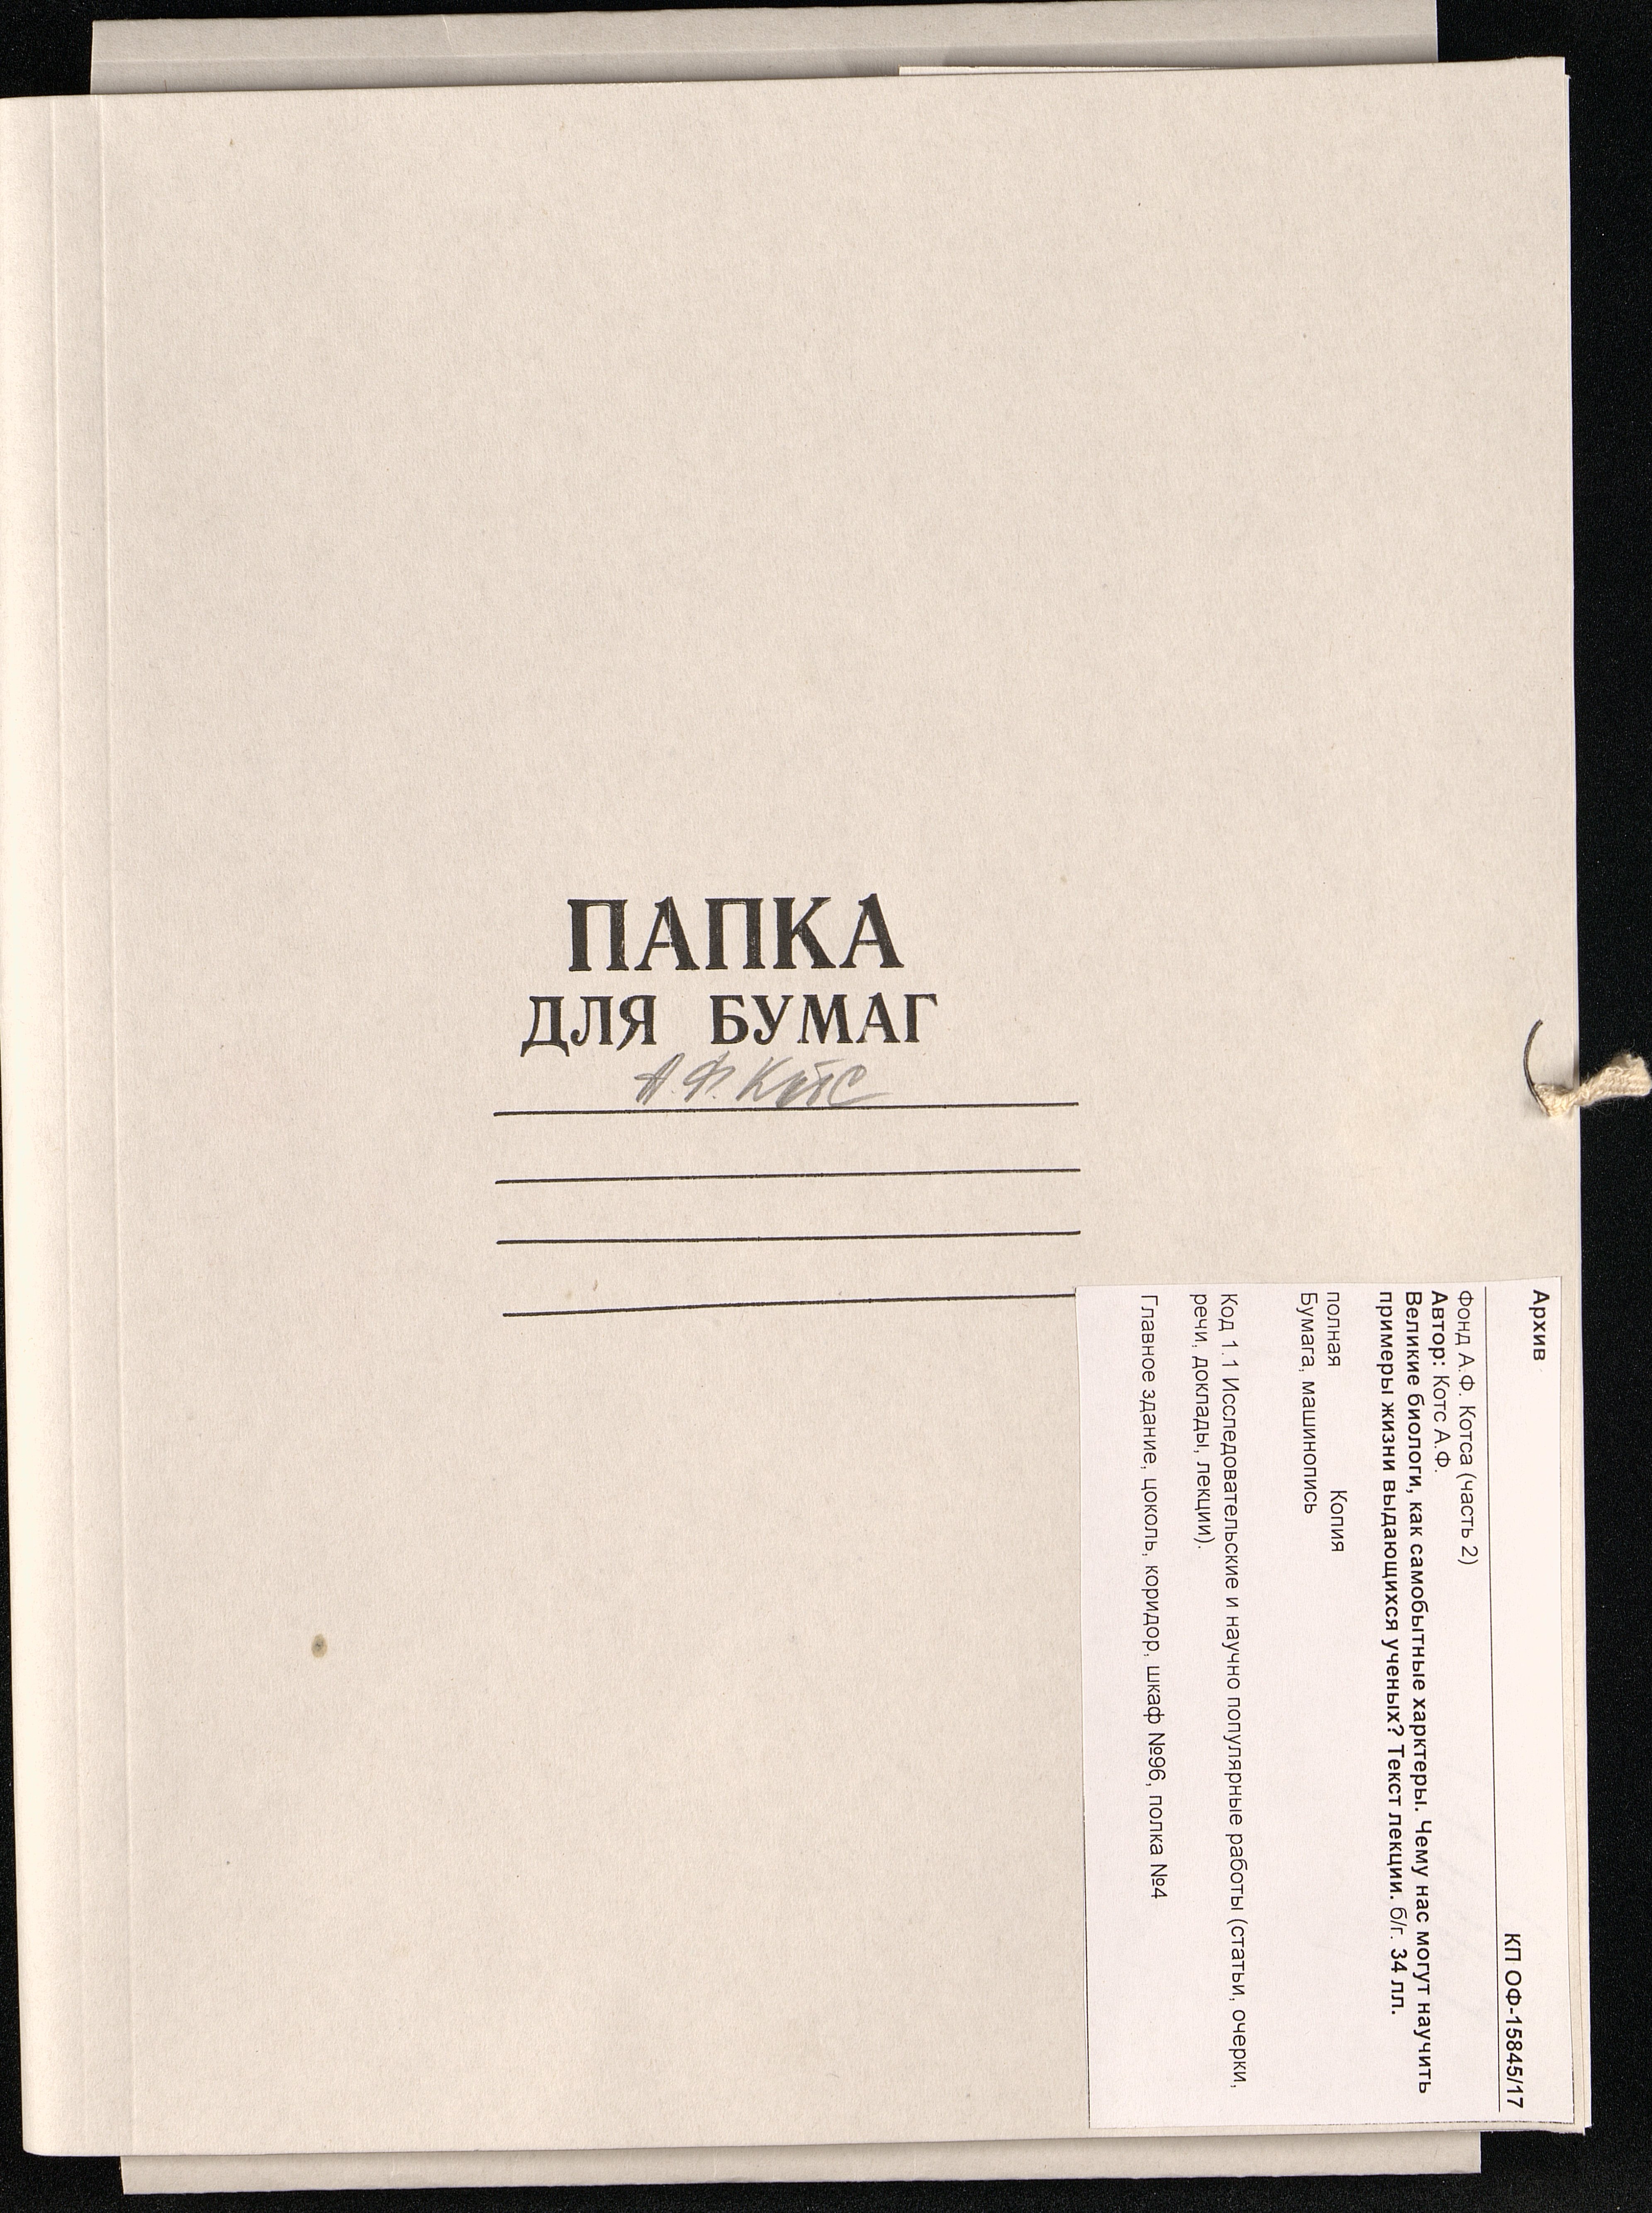 ПАПКА
ДЛЯ БУМАГ
А.Ф. Котс
Архив
КП ОФ-15845/17
Фонд А.Ф. Котса (часть 2)
Автор: Котс А.Ф.
Великие биологи, как самобытные харктеры. Чему нас могут научить
примеры жизни выдающихся ученых? Текст лекции. б/г. 34 лл.
полная Копия
Бумага, машинопись
Код 1.1 Исследовательские и научно популярные работы (статьи, очерки,
речи, доклады, лекции).
Главное здание, цоколь, коридор, шкаф №96, полка №4